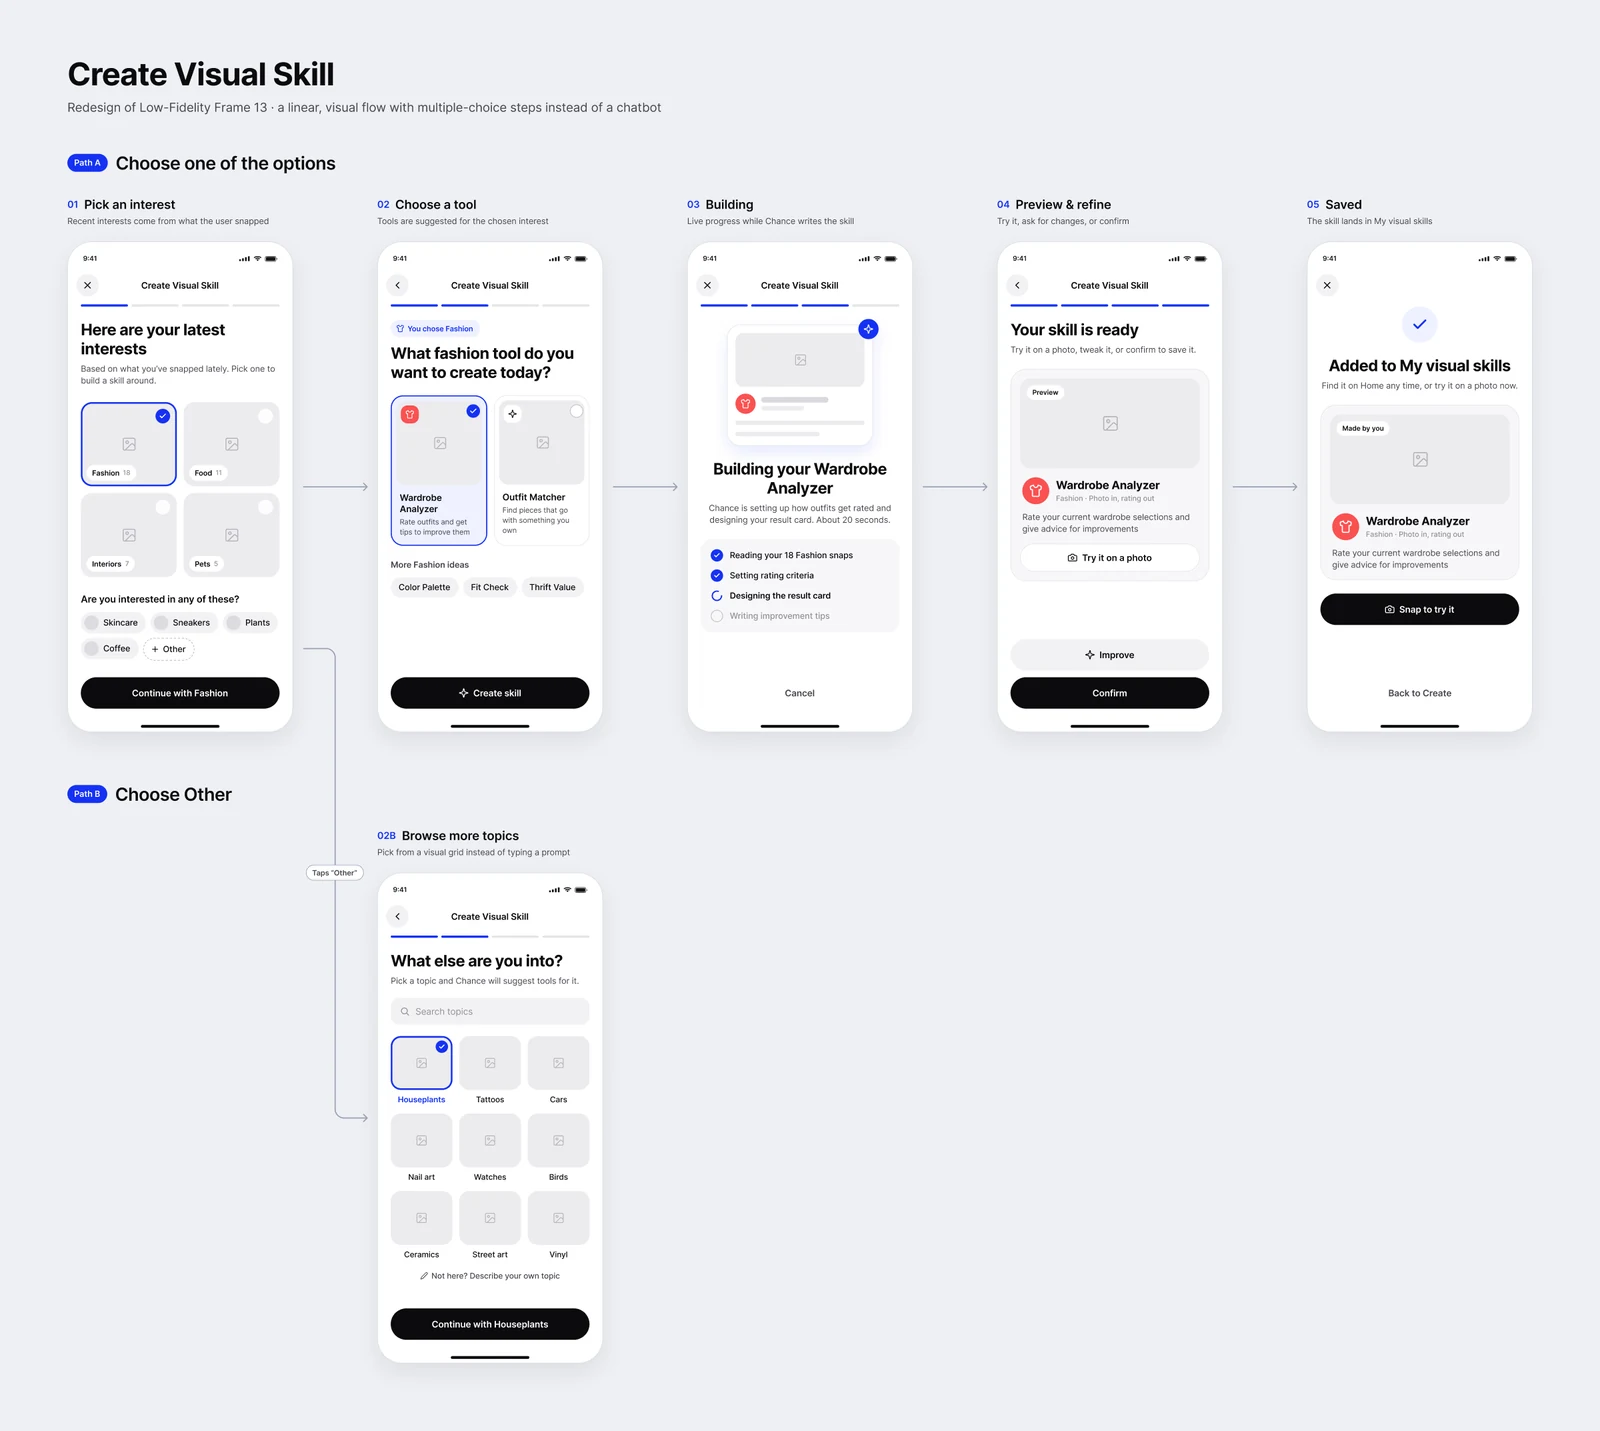 Create Visual Skill
Redesign of Low-Fidelity Frame 13 · a linear, visual flow with multiple-choice steps instead of a chatbot
Path A Choose one of the options
01 Pick an interest
Recent interests come from what the user snapped
9:41
Create Visual Skill
Here are your latest
interests
Based on what you've snapped lately. Pick one to
build a skill around.
Fashion 18
Food 11
Interiors 7
Pets 5
Are you interested in any of these?
Skincare
Sneakers
Plants
Coffee
+ Other
Continue with Fashion
02 Choose a tool
Tools are suggested for the chosen interest
9:41
Create Visual Skill
You chose Fashion
What fashion tool do you
want to create today?
Wardrobe
Analyzer
Rate outfits and get
tips to improve them
Outfit Matcher
Find pieces that go
with something you
own
More Fashion ideas
Color Palette
Fit Check
Thrift Value
Create skill
03 Building
Live progress while Chance writes the skill
9:41
Create Visual Skill
Building your Wardrobe
Analyzer
Chance is setting up how outfits get rated and
designing your result card. About 20 seconds.
Reading your 18 Fashion snaps
Setting rating criteria
Designing the result card
Writing improvement tips
Cancel
04 Preview & refine
Try it, ask for changes, or confirm
9:41
Create Visual Skill
Your skill is ready
Try it on a photo, tweak it, or confirm to save it.
Preview
Wardrobe Analyzer
Fashion · Photo in, rating out
Rate your current wardrobe selections and
give advice for improvements
Try it on a photo
Improve
Confirm
05 Saved
The skill lands in My visual skills
9:41
Added to My visual skills
Find it on Home any time, or try it on a photo now.
Made by you
Wardrobe Analyzer
Fashion · Photo in, rating out
Rate your current wardrobe selections and
give advice for improvements
Snap to try it
Back to Create
Path B Choose Other
Taps "Other"
02B Browse more topics
Pick from a visual grid instead of typing a prompt
9:41
Create Visual Skill
What else are you into?
Pick a topic and Chance will suggest tools for it.
Search topics
Houseplants
Tattoos
Cars
Nail art
Watches
Birds
Ceramics
Street art
Vinyl
Not here? Describe your own topic
Continue with Houseplants